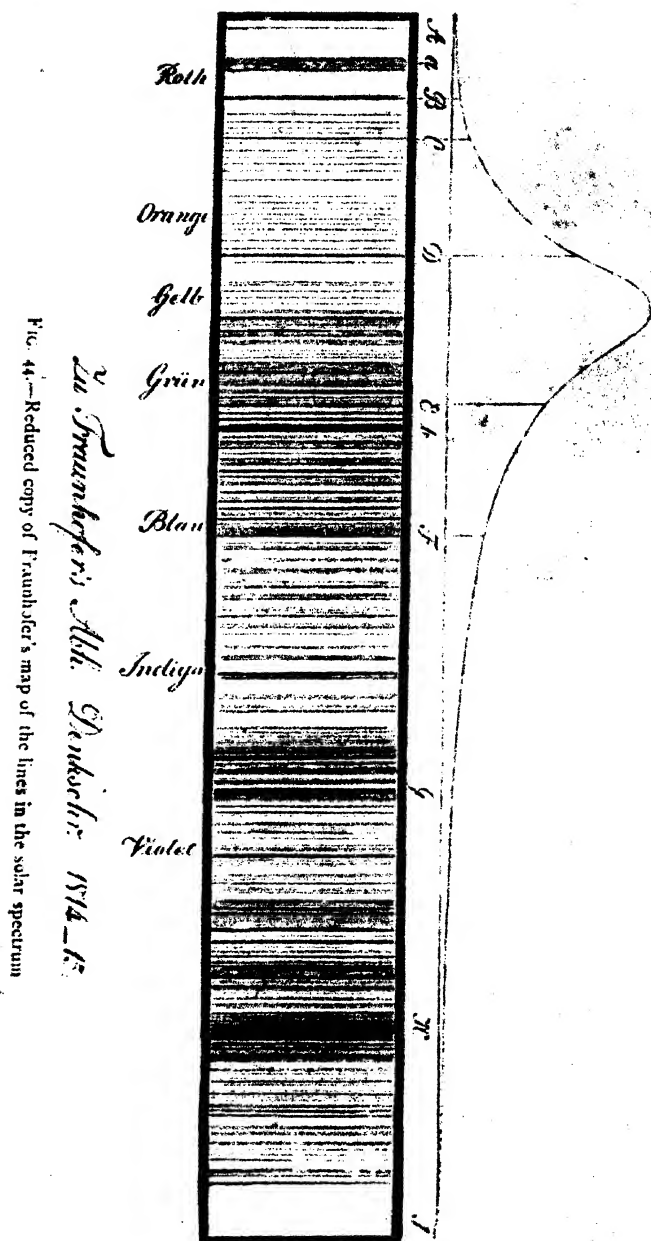 Roth
Orange
Gelb
Grün
Blau
Indigo
Violet
A
a
B
C
D
E
b
F
G
H
I
Zu Fraunhofer's Abh. Denkschr. 1814_15.
FIG. 44.—Reduced copy of Fraunhofer's map of the lines in the solar spectrum